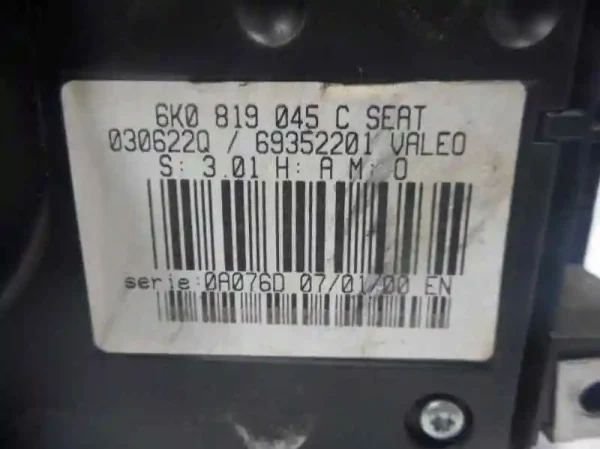 6K0 819 045 C SEAT
030622Q / 69352201 VALEO
S: 3.01 H: A M: 0
serie:0A076D 07/01/00 EN